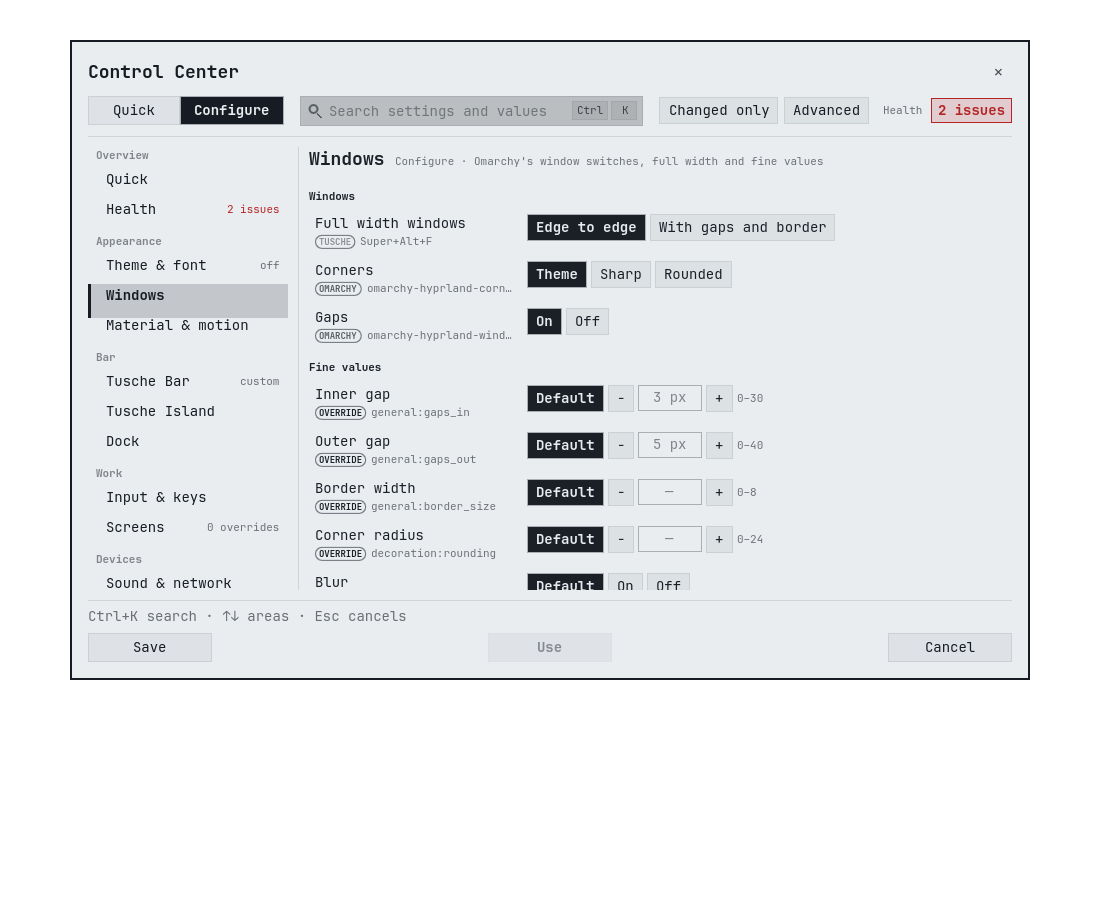 Control Center ×
Quick Configure Search settings and values Ctrl K Changed only Advanced Health 2 issues
Overview
Quick
Health 2 issues
Appearance
Theme & font off
Windows
Material & motion
Bar
Tusche Bar custom
Tusche Island
Dock
Work
Input & keys
Screens 0 overrides
Devices
Sound & network
Windows Configure · Omarchy's window switches, full width and fine values
Windows
Full width windows Edge to edge With gaps and border
TUSCHE Super+Alt+F
Corners Theme Sharp Rounded
OMARCHY omarchy-hyprland-corn…
Gaps On Off
OMARCHY omarchy-hyprland-wind…
Fine values
Inner gap Default - 3 px + 0–30
OVERRIDE general:gaps_in
Outer gap Default - 5 px + 0–40
OVERRIDE general:gaps_out
Border width Default - — + 0–8
OVERRIDE general:border_size
Corner radius Default - — + 0–24
OVERRIDE decoration:rounding
Blur Default On Off
Ctrl+K search · ↑↓ areas · Esc cancels
Save Use Cancel